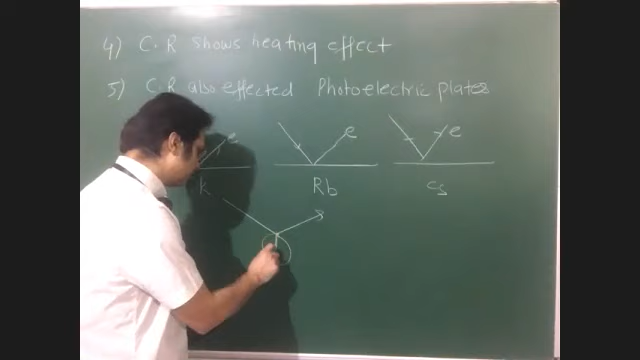 4) C.R shows heating effect
5) C.R also effected Photoelectric plates
e e e
K Rb Cs